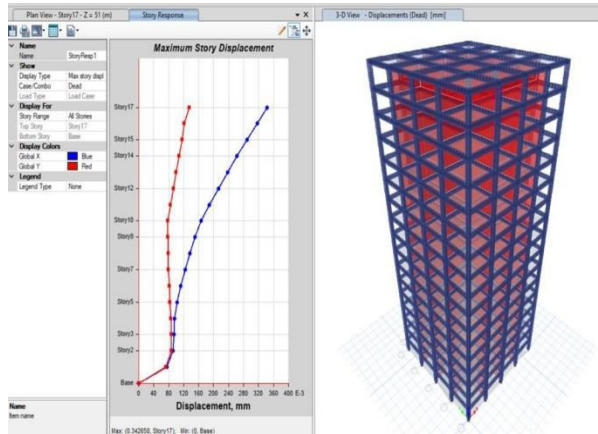 Plan View - Story17 - Z = 51 (m)
Story Response
3-D View - Displacements (Dead) [mm]
Name
Name StoryResp1
Show
Display Type Max story displ
Case/Combo Dead
Load Type Load Case
Display For
Story Range All Stories
Top Story Story17
Bottom Story Base
Display Colors
Global X Blue
Global Y Red
Legend
Legend Type None
Name
Item name
Maximum Story Displacement
Story17
Story15
Story14
Story12
Story10
Story9
Story7
Story5
Story3
Story2
Base
0 40 80 120 160 200 240 280 320 360 400 E-3
Displacement, mm
Max: (0.342658, Story17); Min: (0, Base)